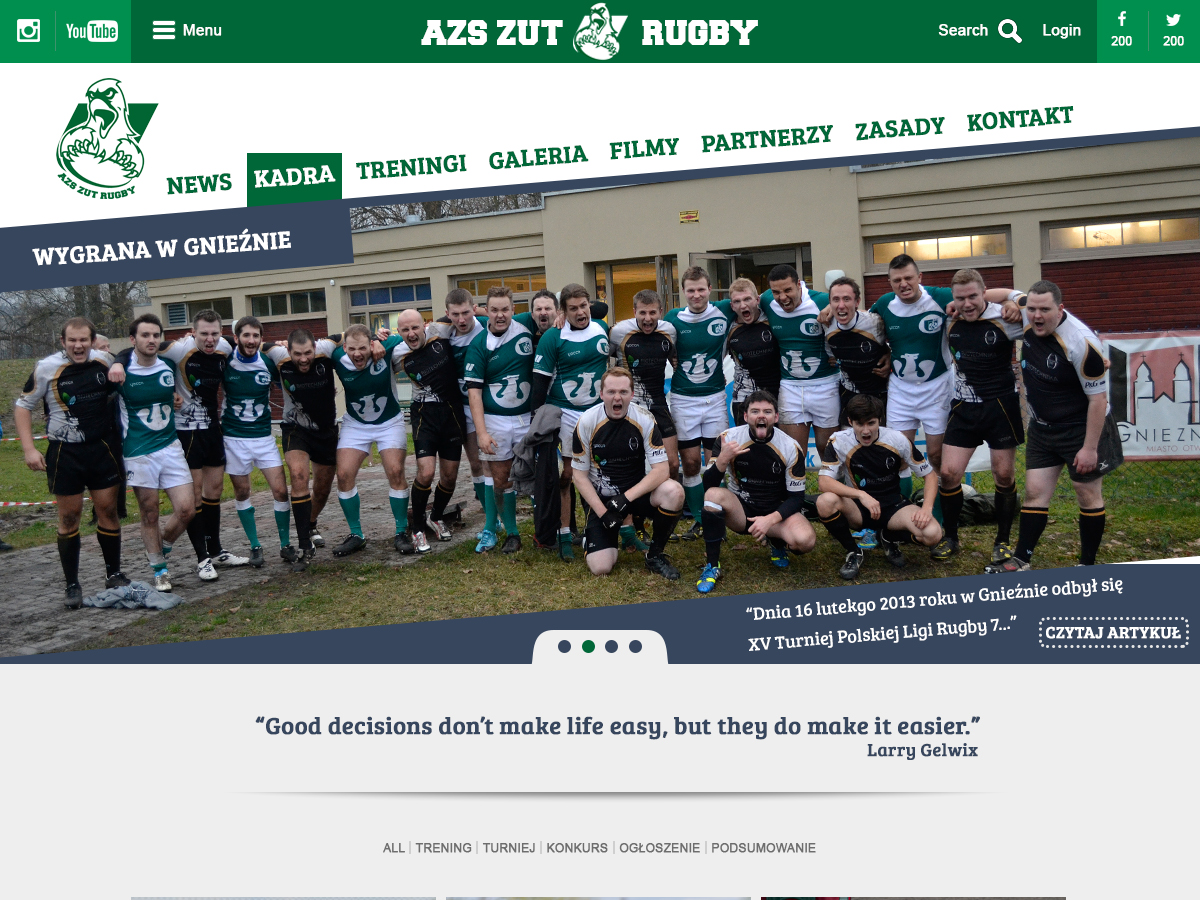 YouTube
Menu
AZS ZUT RUGBY
Search
Login
200
200
AZS ZUT RUGBY
NEWS
KADRA
TRENINGI
GALERIA
FILMY
PARTNERZY
ZASADY
KONTAKT
WYGRANA W GNIEŹNIE
GNIEZN
MIASTO
“Dnia 16 lutekgo 2013 roku w Gnieźnie odbył się
XV Turniej Polskiej Ligi Rugby 7...”
CZYTAJ ARTYKUŁ
“Good decisions don’t make life easy, but they do make it easier.”
Larry Gelwix
ALL | TRENING | TURNIEJ | KONKURS | OGŁOSZENIE | PODSUMOWANIE